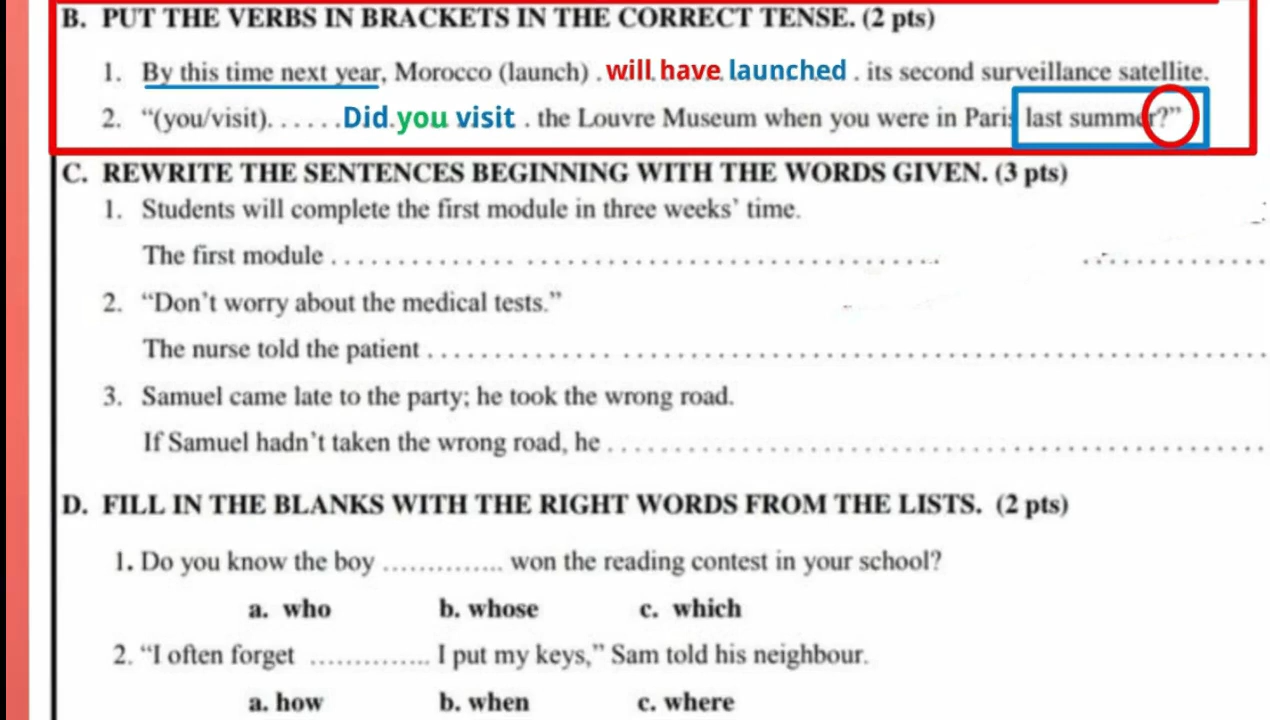 B. PUT THE VERBS IN BRACKETS IN THE CORRECT TENSE. (2 pts)
1. By this time next year, Morocco (launch) . will have launched . its second surveillance satellite.
2. “(you/visit)......Did you visit . the Louvre Museum when you were in Paris last summer?”
C. REWRITE THE SENTENCES BEGINNING WITH THE WORDS GIVEN. (3 pts)
1. Students will complete the first module in three weeks’ time.
The first module ..............................................
2. “Don’t worry about the medical tests.”
The nurse told the patient ..............................................
3. Samuel came late to the party; he took the wrong road.
If Samuel hadn’t taken the wrong road, he ..............................................
D. FILL IN THE BLANKS WITH THE RIGHT WORDS FROM THE LISTS. (2 pts)
1. Do you know the boy .............. won the reading contest in your school?
a. who b. whose c. which
2. “I often forget .............. I put my keys,” Sam told his neighbour.
a. how b. when c. where